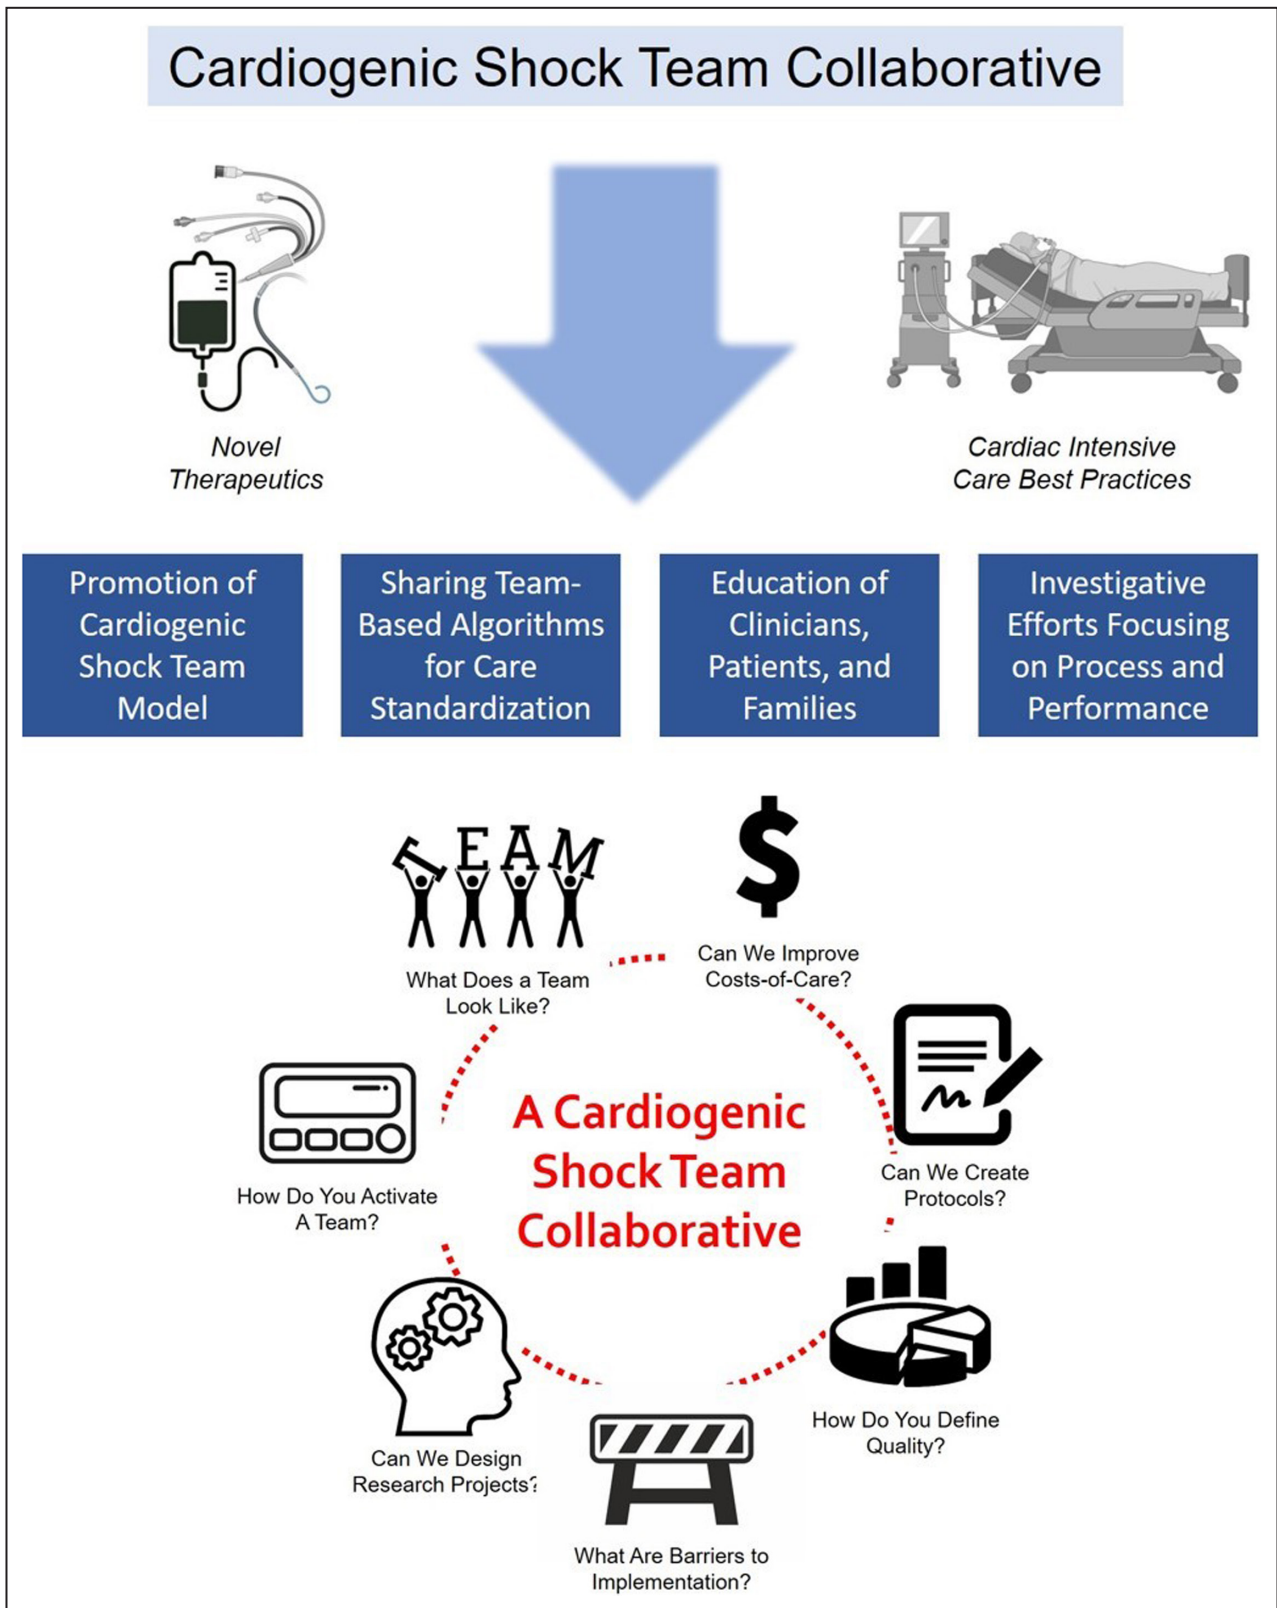 Cardiogenic Shock Team Collaborative
Novel
Therapeutics
Cardiac Intensive
Care Best Practices
Promotion of
Cardiogenic
Shock Team
Model
Sharing Team-
Based Algorithms
for Care
Standardization
Education of
Clinicians,
Patients, and
Families
Investigative
Efforts Focusing
on Process and
Performance
TEAM
What Does a Team
Look Like?
$
Can We Improve
Costs-of-Care?
Can We Create
Protocols?
How Do You Define
Quality?
What Are Barriers to
Implementation?
Can We Design
Research Projects?
How Do You Activate
A Team?
A Cardiogenic
Shock Team
Collaborative